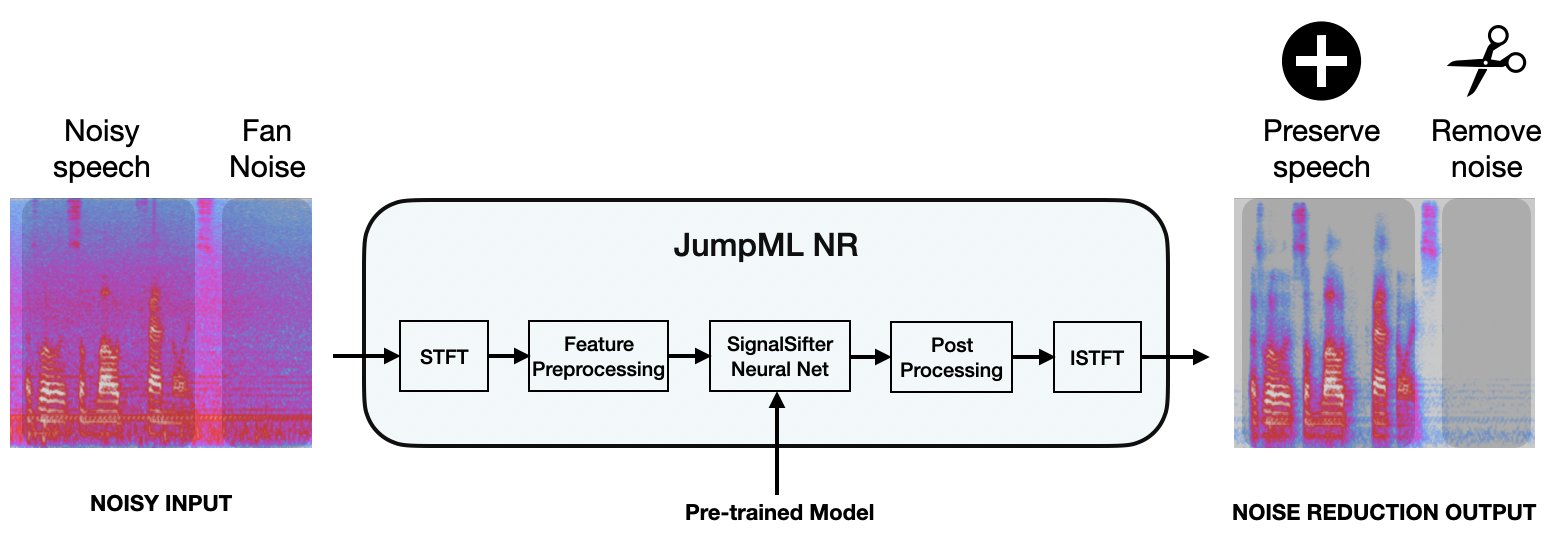 Noisy
speech
Fan
Noise
NOISY INPUT
JumpML NR
STFT
Feature
Preprocessing
SignalSifter
Neural Net
Post
Processing
ISTFT
Pre-trained Model
Preserve
speech
Remove
noise
NOISE REDUCTION OUTPUT